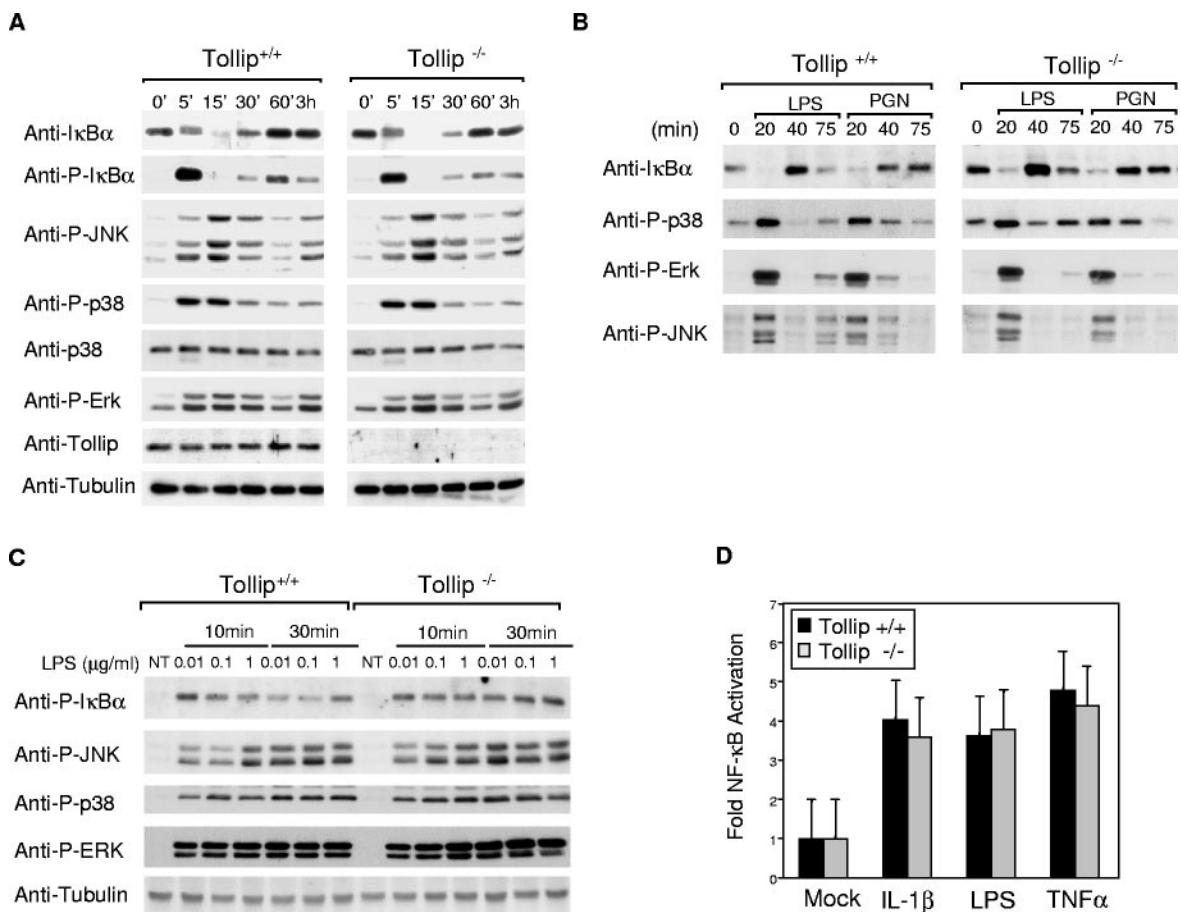 A
Tollip+/+ Tollip -/-
0' 5' 15' 30' 60' 3h 0' 5' 15' 30' 60' 3h
Anti-IκBα
Anti-P-IκBα
Anti-P-JNK
Anti-P-p38
Anti-p38
Anti-P-Erk
Anti-Tollip
Anti-Tubulin
B
Tollip +/+ Tollip -/-
LPS PGN LPS PGN
(min) 0 20 40 75 20 40 75 0 20 40 75 20 40 75
Anti-IκBα
Anti-P-p38
Anti-P-Erk
Anti-P-JNK
C
Tollip+/+ Tollip -/-
10min 30min 10min 30min
LPS (μg/ml) NT 0.01 0.1 1 0.01 0.1 1 NT 0.01 0.1 1 0.01 0.1 1
Anti-P-IκBα
Anti-P-JNK
Anti-P-p38
Anti-P-ERK
Anti-Tubulin
D
Fold NF-κB Activation
7
6
5
4
3
2
1
0
Tollip +/+
Tollip -/-
Mock IL-1β LPS TNFα